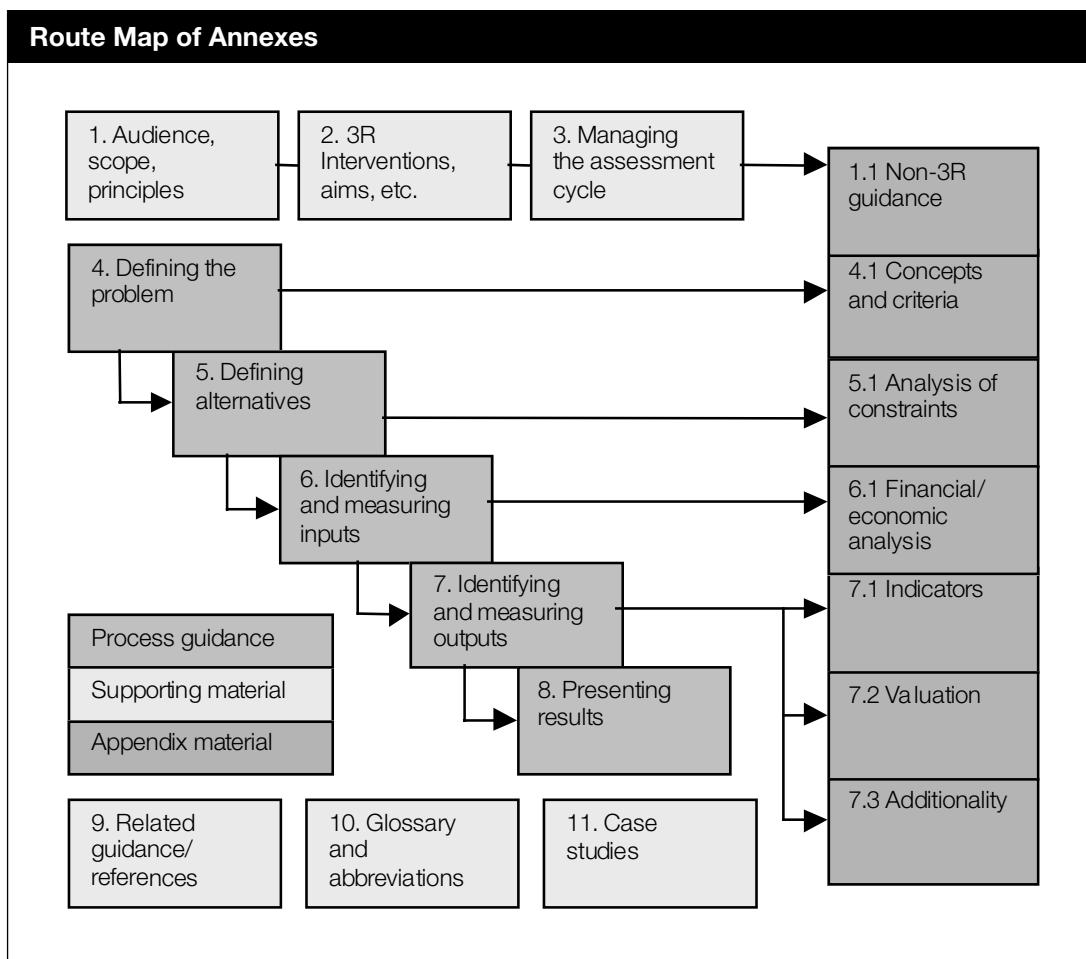 Route Map of Annexes
1. Audience,
scope,
principles
2. 3R
Interventions,
aims, etc.
3. Managing
the assessment
cycle
1.1 Non-3R
guidance
4. Defining the
problem
4.1 Concepts
and criteria
5. Defining
alternatives
5.1 Analysis of
constraints
6. Identifying
and measuring
inputs
6.1 Financial/
economic
analysis
7. Identifying
and measuring
outputs
7.1 Indicators
8. Presenting
results
7.2 Valuation
7.3 Additionality
Process guidance
Supporting material
Appendix material
9. Related
guidance/
references
10. Glossary
and
abbreviations
11. Case
studies